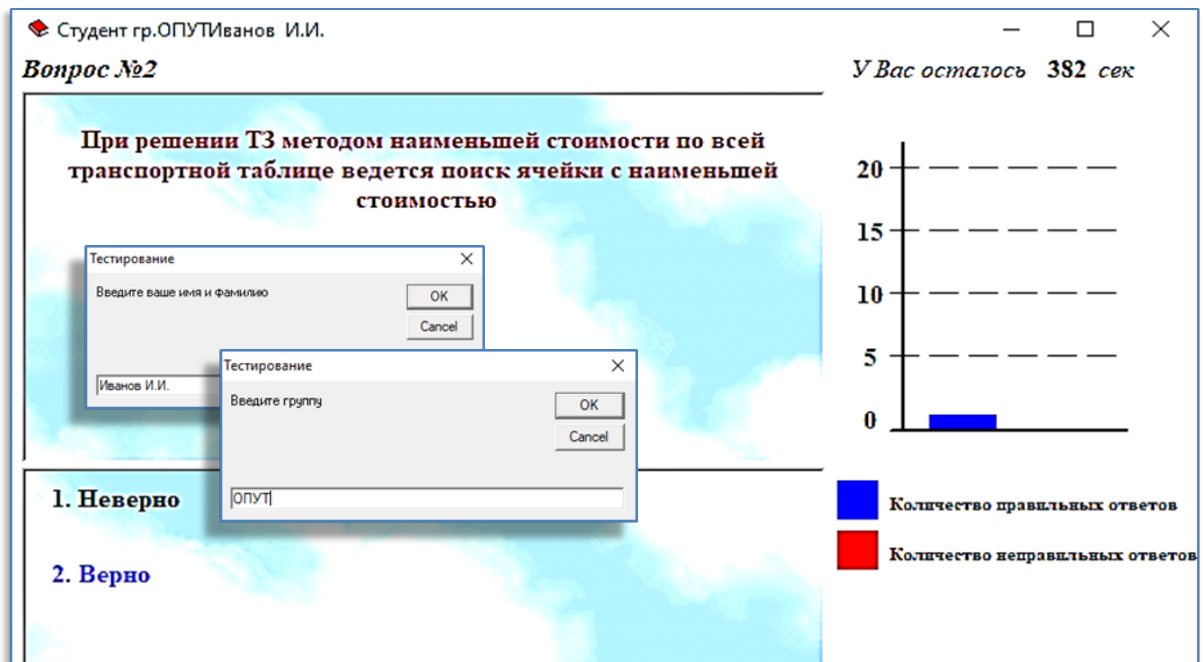 Студент гр.ОПУТИванов И.И.
Вопрос №2
У Вас осталось 382 сек
При решении ТЗ методом наименьшей стоимости по всей
транспортной таблице ведется поиск ячейки с наименьшей
стоимостью
20
15
10
5
0
Тестирование
Введите ваше имя и фамилию
OK
Cancel
Иванов И.И.
Тестирование
Введите группу
OK
Cancel
ОПУТ
1. Неверно
2. Верно
Количество правильных ответов
Количество неправильных ответов